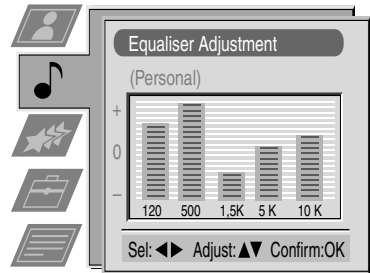 Equaliser Adjustment
(Personal)
+
0
–
120 500 1,5K 5 K 10 K
Sel: ◀▶ Adjust:▲▼ Confirm:OK